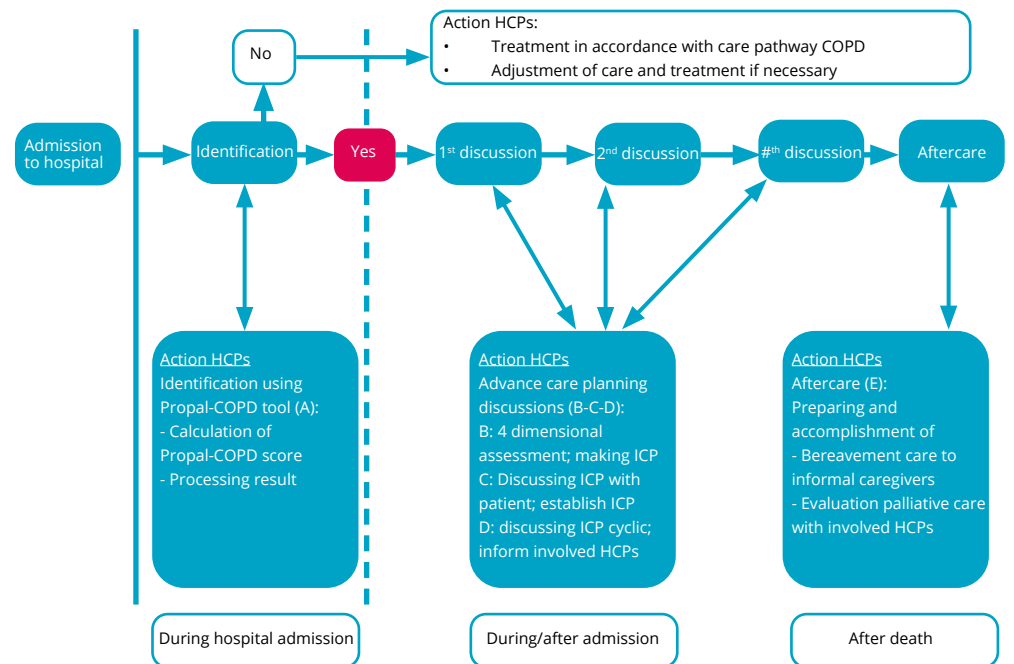 Action HCPs:
• Treatment in accordance with care pathway COPD
• Adjustment of care and treatment if necessary
No
Admission
to hospital
Identification
Yes
1st discussion
2nd discussion
#th discussion
Aftercare
Action HCPs
Identification using
Propal-COPD tool (A):
- Calculation of
Propal-COPD score
- Processing result
Action HCPs
Advance care planning
discussions (B-C-D):
B: 4 dimensional
assessment; making ICP
C: Discussing ICP with
patient; establish ICP
D: discussing ICP cyclic;
inform involved HCPs
Action HCPs
Aftercare (E):
Preparing and
accomplishment of
- Bereavement care to
informal caregivers
- Evaluation palliative care
with involved HCPs
During hospital admission
During/after admission
After death